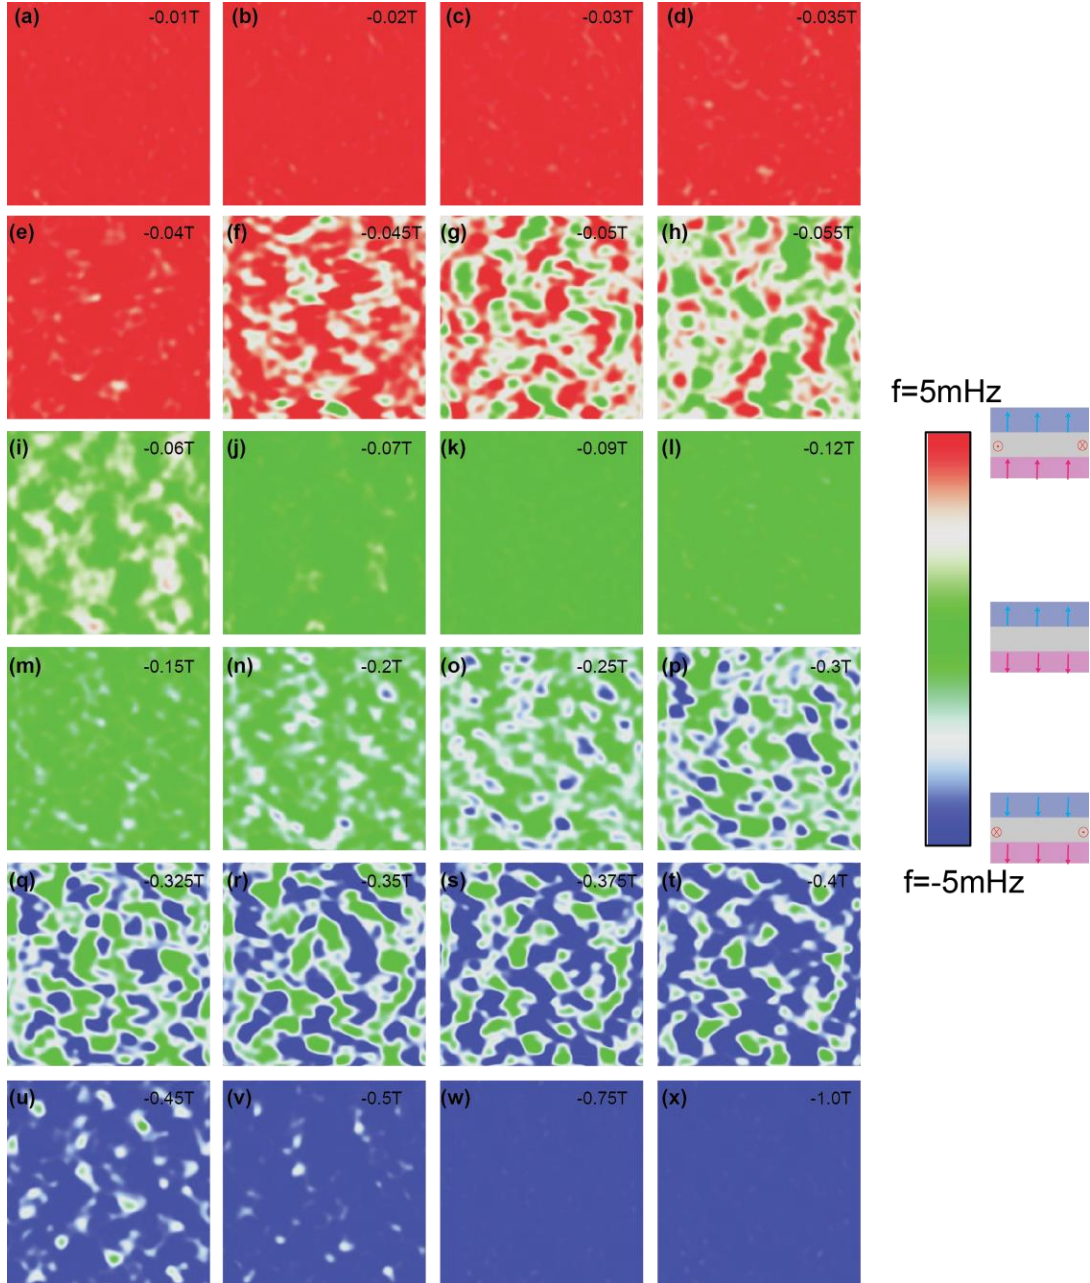 (a) -0.01T
(b) -0.02T
(c) -0.03T
(d) -0.035T
(e) -0.04T
(f) -0.045T
(g) -0.05T
(h) -0.055T
(i) -0.06T
(j) -0.07T
(k) -0.09T
(l) -0.12T
(m) -0.15T
(n) -0.2T
(o) -0.25T
(p) -0.3T
(q) -0.325T
(r) -0.35T
(s) -0.375T
(t) -0.4T
(u) -0.45T
(v) -0.5T
(w) -0.75T
(x) -1.0T
f=5mHz
f=-5mHz